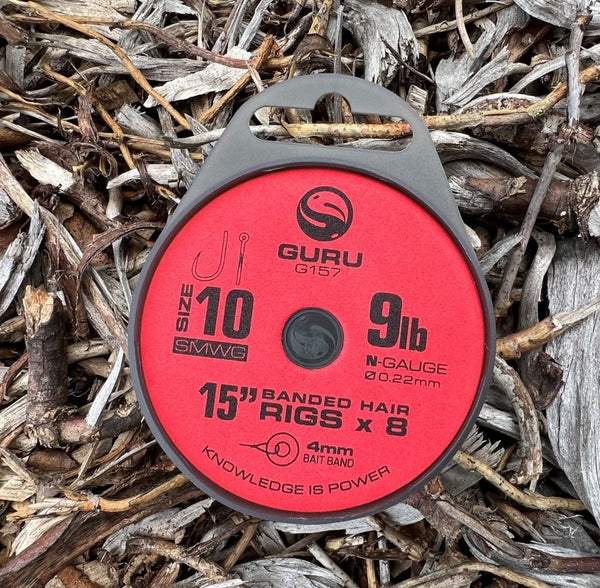 GURU
G157
SIZE 10
SMWG
9lb
N-GAUGE
Ø0.22mm
15” BANDED HAIR
RIGS x 8
4mm
BAIT BAND
KNOWLEDGE IS POWER